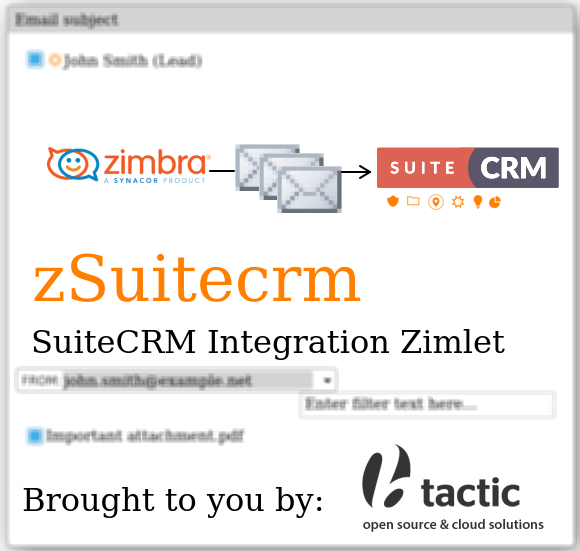 Email subject
John Smith (Lead)
zimbra®
A SYNACOR PRODUCT
SUITE CRM
zSuitecrm
SuiteCRM Integration Zimlet
FROM: john.smith@example.net
Enter filter text here...
Important attachment.pdf
Brought to you by:
tactic
open source & cloud solutions